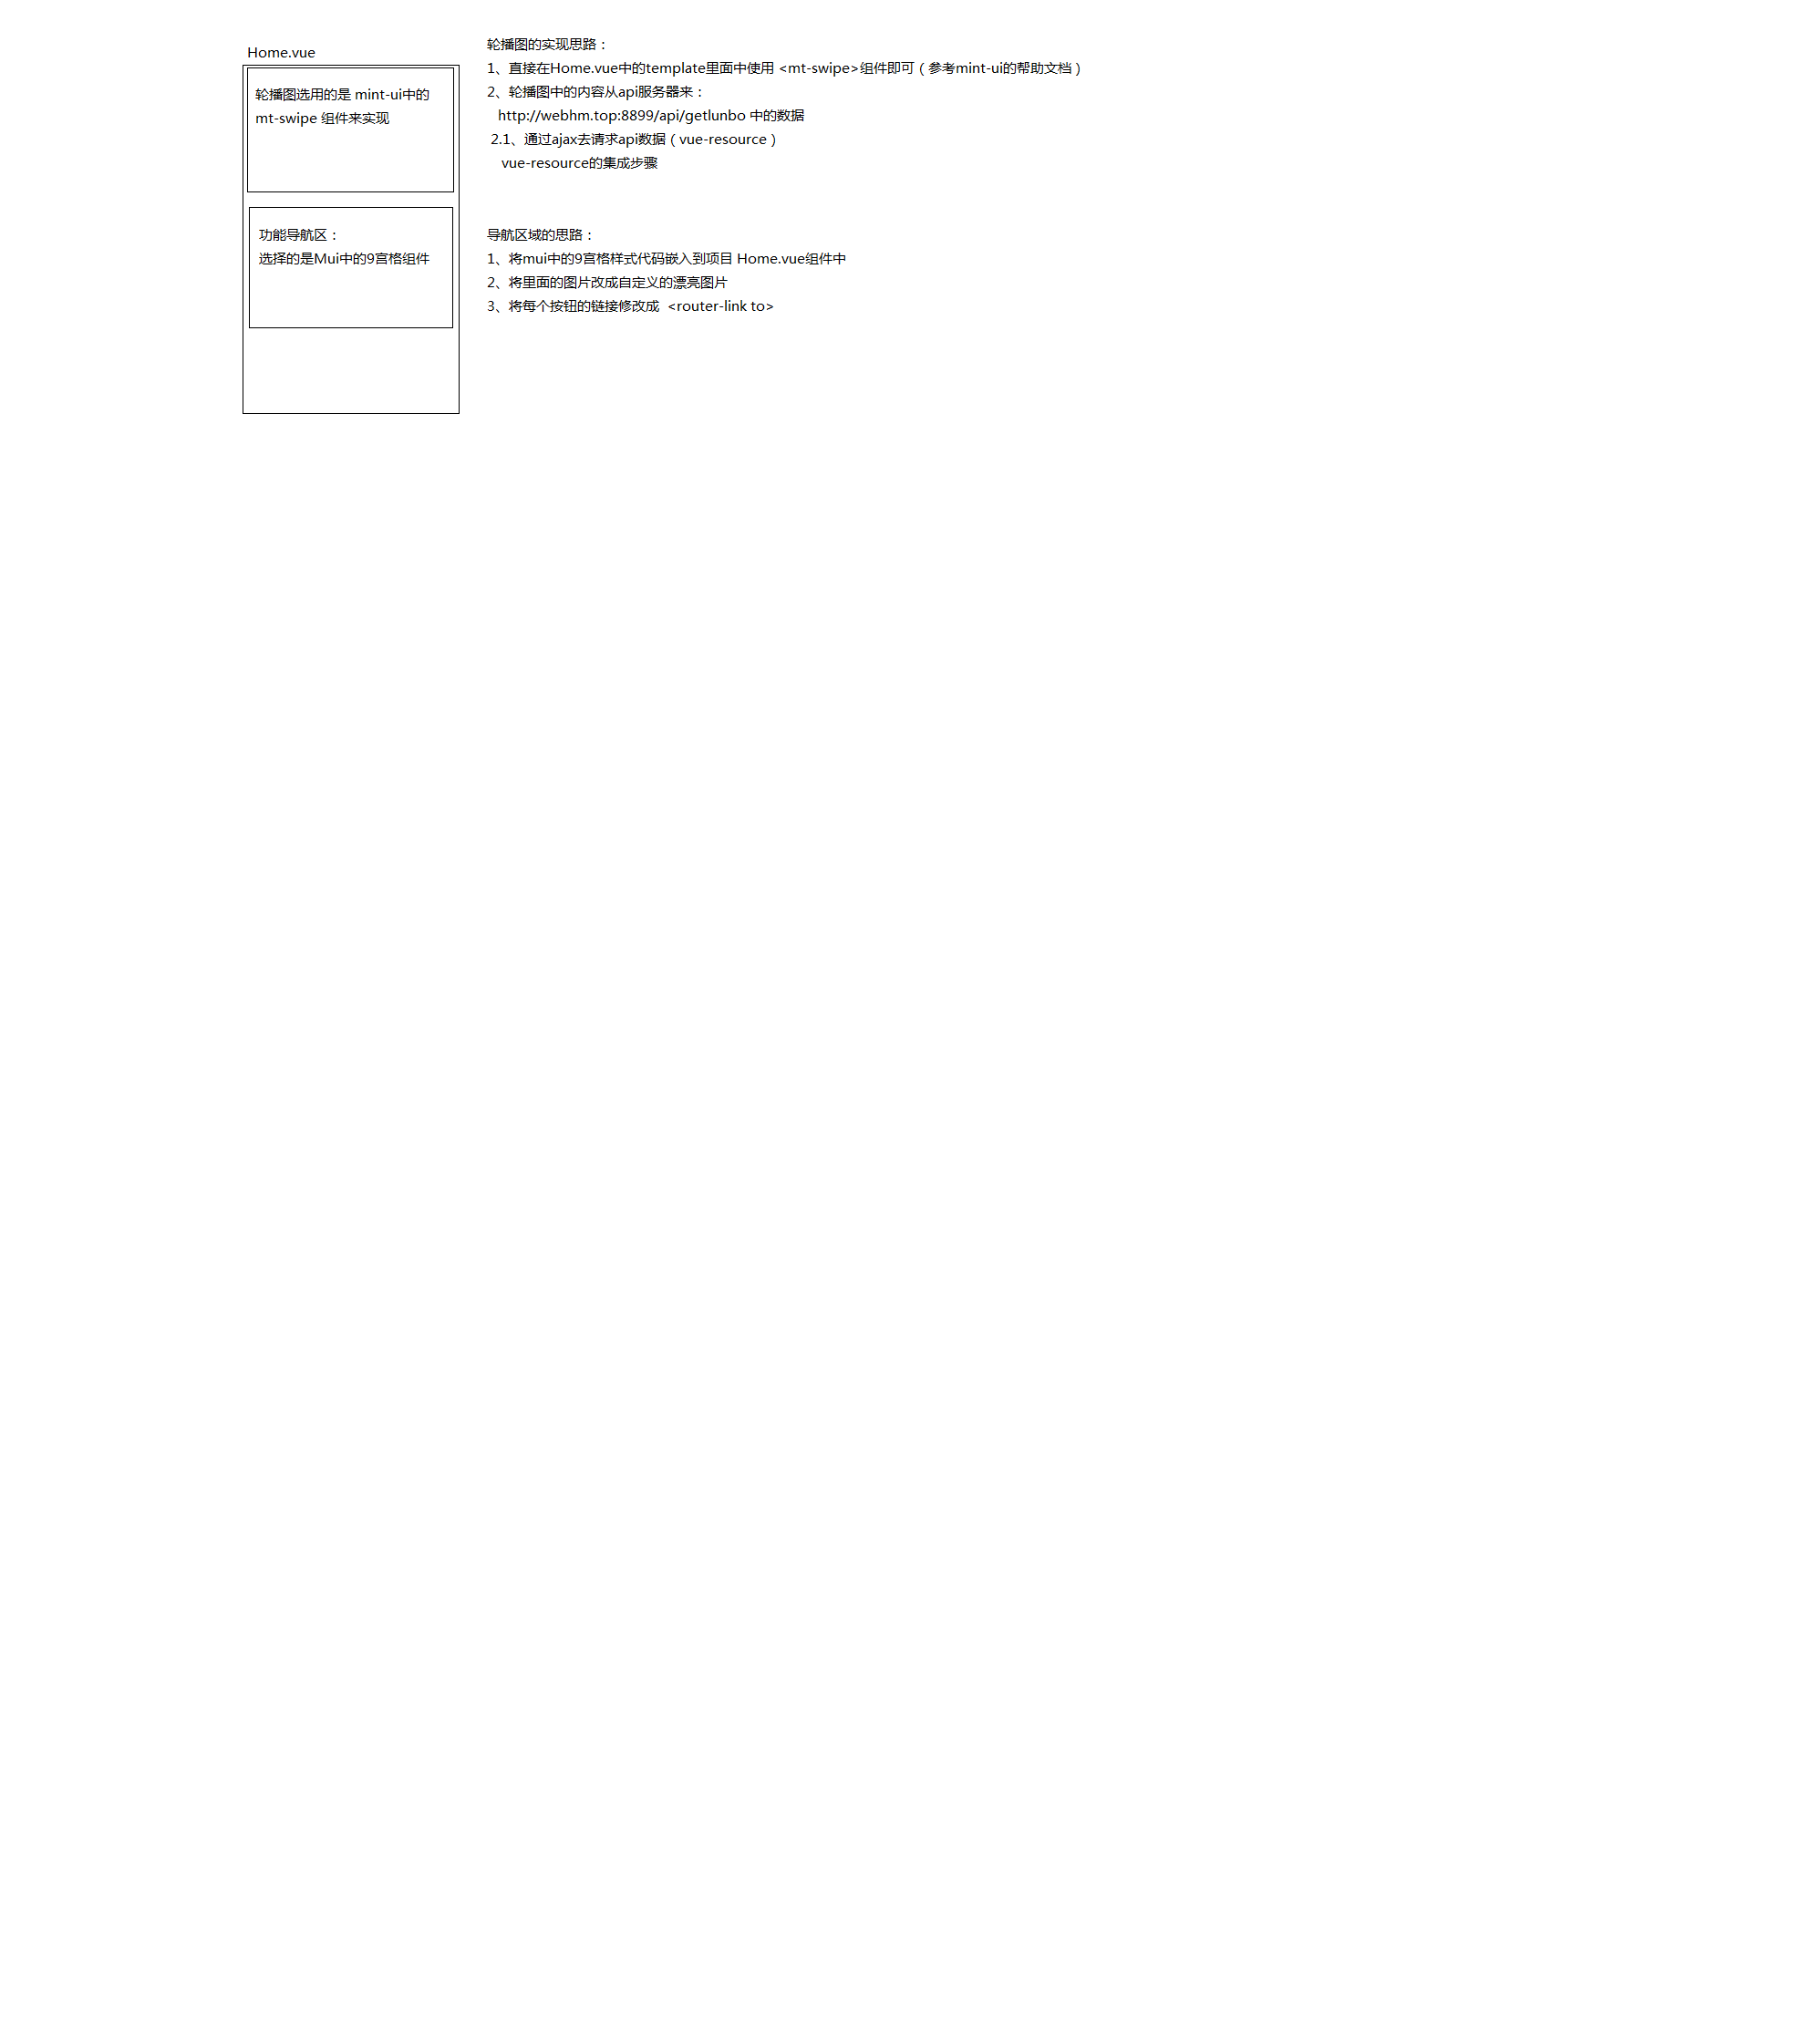 Home.vue
轮播图选用的是 mint-ui中的
mt-swipe 组件来实现
功能导航区：
选择的是Mui中的9宫格组件
轮播图的实现思路：
1、直接在Home.vue中的template里面中使用 <mt-swipe>组件即可（参考mint-ui的帮助文档）
2、轮播图中的内容从api服务器来：
http://webhm.top:8899/api/getlunbo 中的数据
2.1、通过ajax去请求api数据（vue-resource）
vue-resource的集成步骤
导航区域的思路：
1、将mui中的9宫格样式代码嵌入到项目 Home.vue组件中
2、将里面的图片改成自定义的漂亮图片
3、将每个按钮的链接修改成  <router-link to>